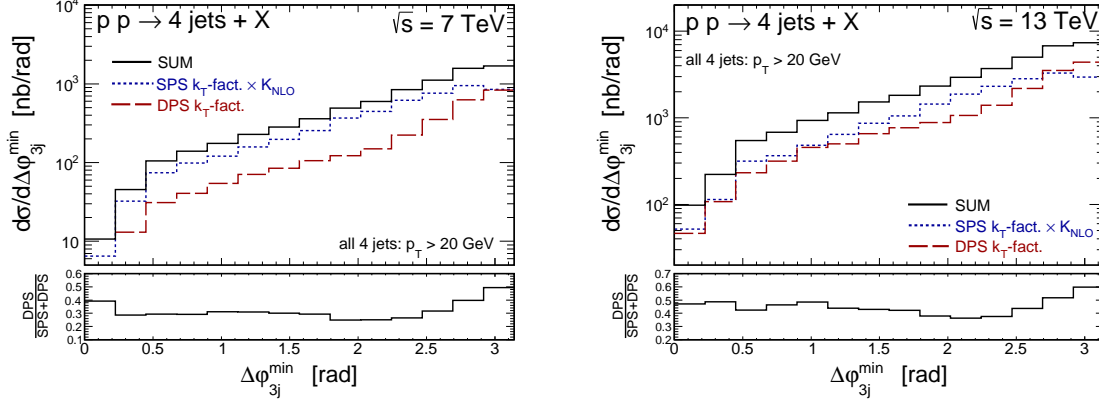 p p → 4 jets + X √s = 7 TeV
SUM
SPS k_T-fact. × K_NLO
DPS k_T-fact.
all 4 jets: p_T > 20 GeV
dσ/dΔφ_3j^min [nb/rad]
10^4
10^3
10^2
10
DPS
SPS+DPS
0.6
0.5
0.4
0.3
0.2
0.1
0 0.5 1 1.5 2 2.5 3
Δφ_3j^min [rad]
p p → 4 jets + X √s = 13 TeV
all 4 jets: p_T > 20 GeV
SUM
SPS k_T-fact. × K_NLO
DPS k_T-fact.
dσ/dΔφ_3j^min [nb/rad]
10^4
10^3
10^2
DPS
SPS+DPS
0.7
0.6
0.5
0.4
0.3
0.2
0 0.5 1 1.5 2 2.5 3
Δφ_3j^min [rad]